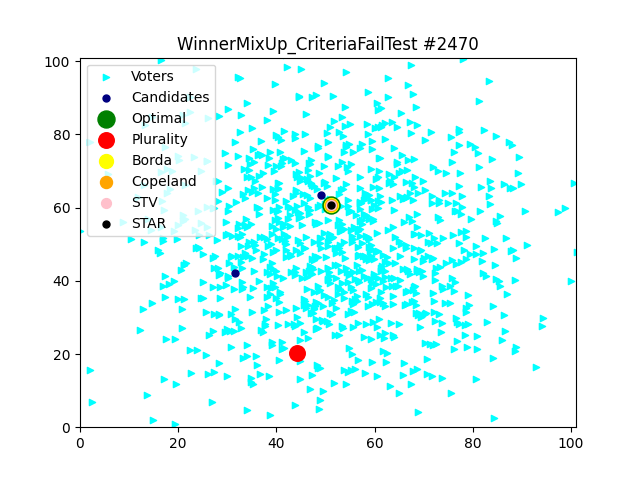 WinnerMixUp_CriteriaFailTest #2470
100
80
60
40
20
0
Voters
Candidates
Optimal
Plurality
Borda
Copeland
STV
STAR
0 20 40 60 80 100